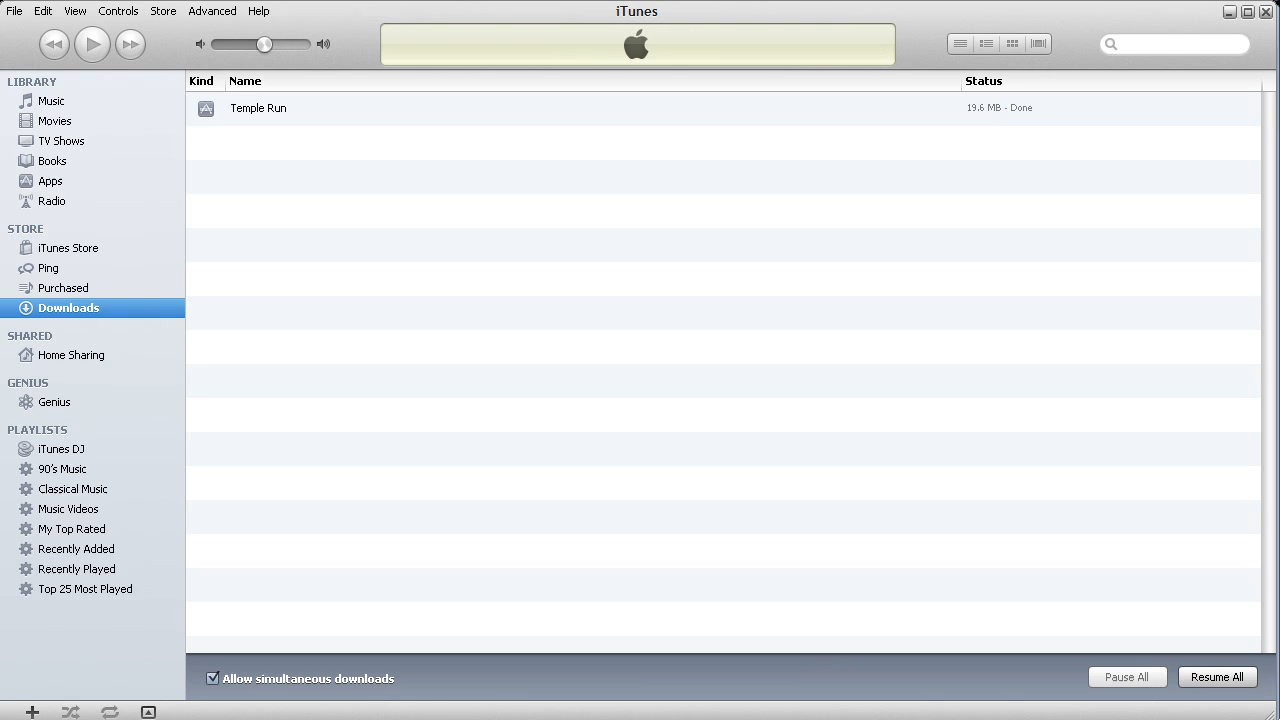 iTunes
File Edit View Controls Store Advanced Help
LIBRARY
Music
Movies
TV Shows
Books
Apps
Radio
STORE
iTunes Store
Ping
Purchased
Downloads
SHARED
Home Sharing
GENIUS
Genius
PLAYLISTS
iTunes DJ
90's Music
Classical Music
Music Videos
My Top Rated
Recently Added
Recently Played
Top 25 Most Played
Kind Name Status
Temple Run 19.6 MB - Done
Allow simultaneous downloads Pause All Resume All